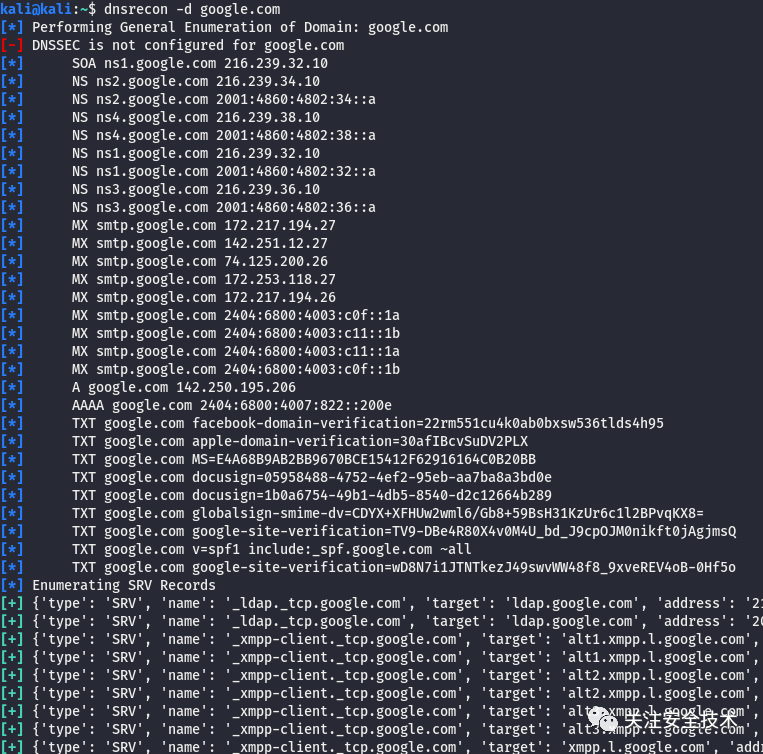 kali@kali:~$ dnsrecon -d google.com
[*] Performing General Enumeration of Domain: google.com
[-] DNSSEC is not configured for google.com
[*] SOA ns1.google.com 216.239.32.10
[*] NS ns2.google.com 216.239.34.10
[*] NS ns2.google.com 2001:4860:4802:34::a
[*] NS ns4.google.com 216.239.38.10
[*] NS ns4.google.com 2001:4860:4802:38::a
[*] NS ns1.google.com 216.239.32.10
[*] NS ns1.google.com 2001:4860:4802:32::a
[*] NS ns3.google.com 216.239.36.10
[*] NS ns3.google.com 2001:4860:4802:36::a
[*] MX smtp.google.com 172.217.194.27
[*] MX smtp.google.com 142.251.12.27
[*] MX smtp.google.com 74.125.200.26
[*] MX smtp.google.com 172.253.118.27
[*] MX smtp.google.com 172.217.194.26
[*] MX smtp.google.com 2404:6800:4003:c0f::1a
[*] MX smtp.google.com 2404:6800:4003:c11::1b
[*] MX smtp.google.com 2404:6800:4003:c11::1a
[*] MX smtp.google.com 2404:6800:4003:c0f::1b
[*] A google.com 142.250.195.206
[*] AAAA google.com 2404:6800:4007:822::200e
[*] TXT google.com facebook-domain-verification=22rm551cu4k0ab0bxsw536tlds4h95
[*] TXT google.com apple-domain-verification=30afIBcvSuDV2PLX
[*] TXT google.com MS=E4A68B9AB2BB9670BCE15412F62916164C0B20BB
[*] TXT google.com docusign=05958488-4752-4ef2-95eb-aa7ba8a3bd0e
[*] TXT google.com docusign=1b0a6754-49b1-4db5-8540-d2c12664b289
[*] TXT google.com globalsign-smime-dv=CDYX+XFHUw2wml6/Gb8+59BsH31KzUr6c1l2BPvqKX8=
[*] TXT google.com google-site-verification=TV9-DBe4R80X4v0M4U_bd_J9cpOJM0nikft0jAgjmsQ
[*] TXT google.com v=spf1 include:_spf.google.com ~all
[*] TXT google.com google-site-verification=wD8N7i1JTNTkezJ49swvWW48f8_9xveREV4oB-0Hf5o
[*] Enumerating SRV Records
[+] {'type': 'SRV', 'name': '_ldap._tcp.google.com', 'target': 'ldap.google.com', 'address': '21
[+] {'type': 'SRV', 'name': '_ldap._tcp.google.com', 'target': 'ldap.google.com', 'address': '20
[+] {'type': 'SRV', 'name': '_xmpp-client._tcp.google.com', 'target': 'alt1.xmpp.l.google.com',
[+] {'type': 'SRV', 'name': '_xmpp-client._tcp.google.com', 'target': 'alt1.xmpp.l.google.com',
[+] {'type': 'SRV', 'name': '_xmpp-client._tcp.google.com', 'target': 'alt2.xmpp.l.google.com',
[+] {'type': 'SRV', 'name': '_xmpp-client._tcp.google.com', 'target': 'alt2.xmpp.l.google.com',
[+] {'type': 'SRV', 'name': '_xmpp-client._tcp.google.com', 'target':
[+] {'type': 'SRV', 'name': '_xmpp-client._tcp.google.com', 'target':
[+] {'type': 'SRV', 'name': '_xmpp-client._tcp.google.com', 'target': 'xmpp.l.google.com', 'add
关注安全技术